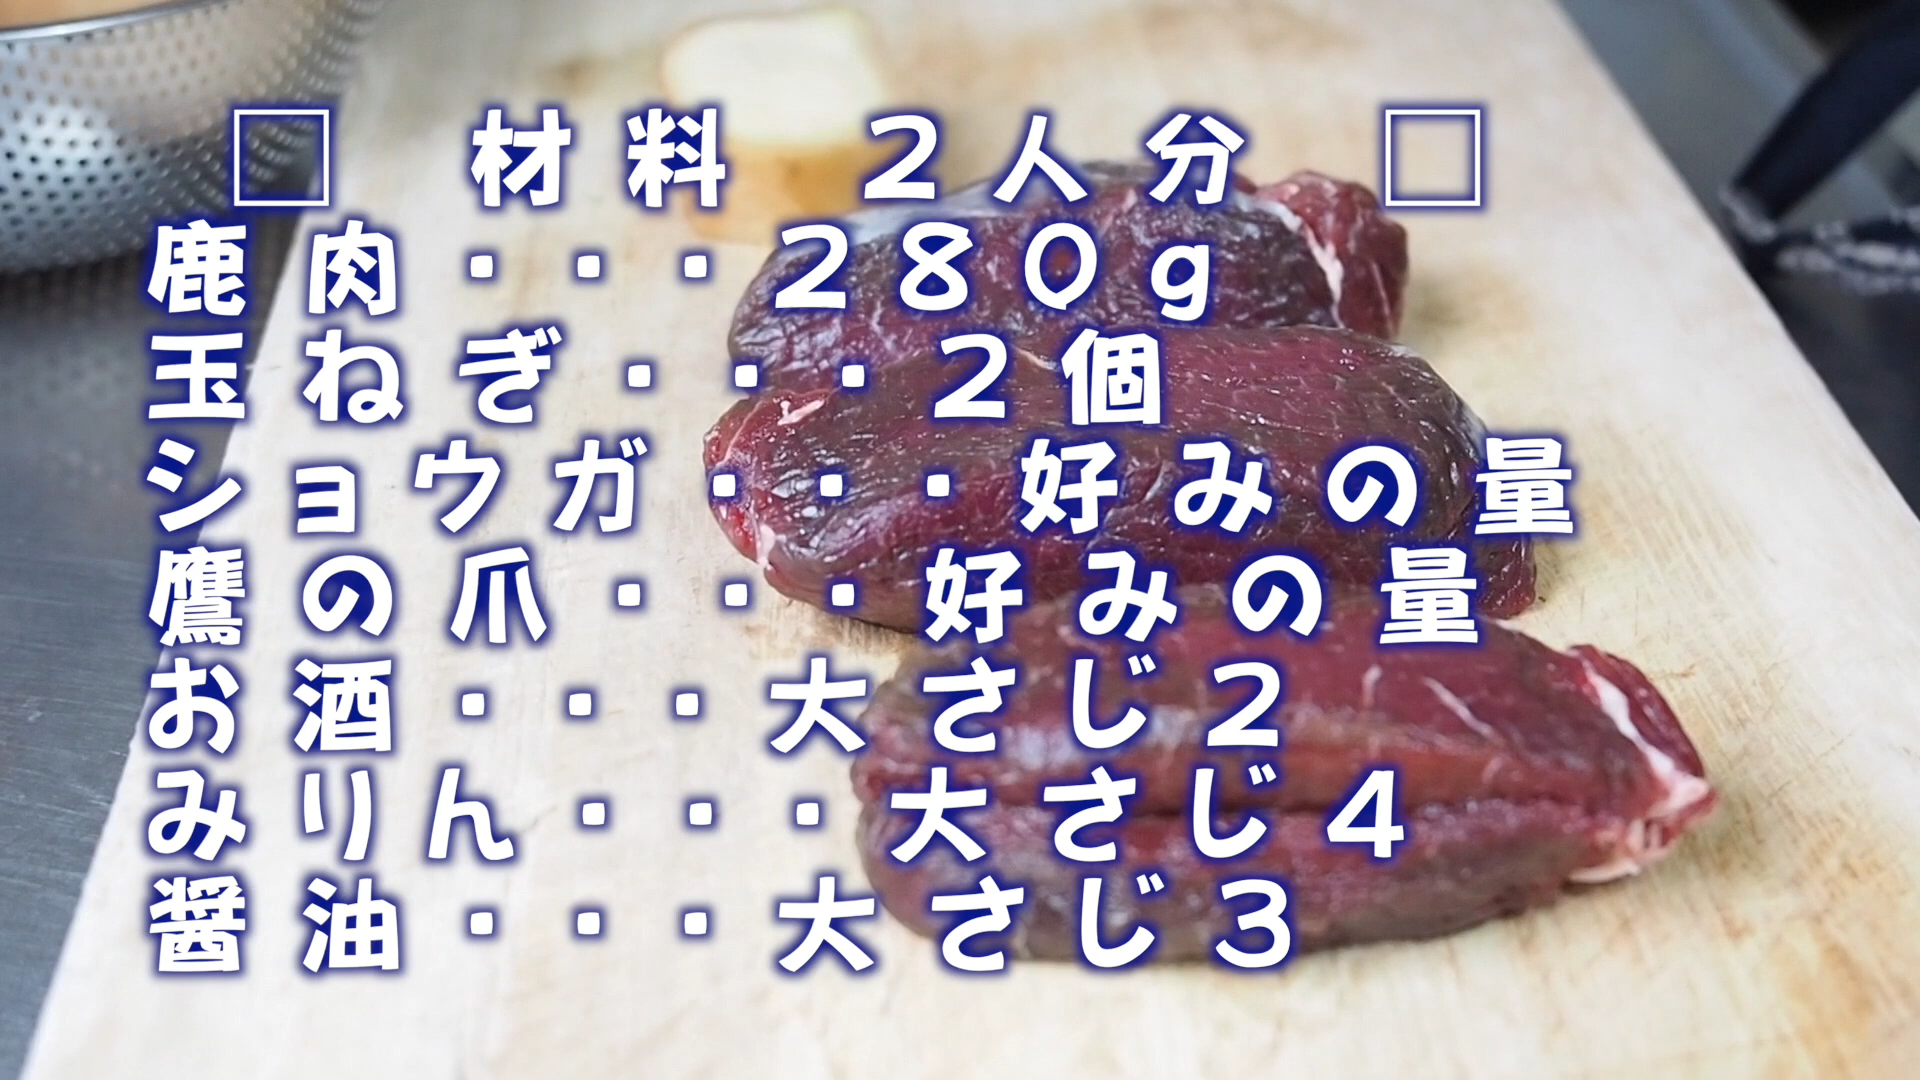 □ 材料 2人分 □
鹿肉・・・280g
玉ねぎ・・・2個
ショウガ・・・好みの量
鷹の爪・・・好みの量
お酒・・・大さじ2
みりん・・・大さじ4
醤油・・・大さじ3